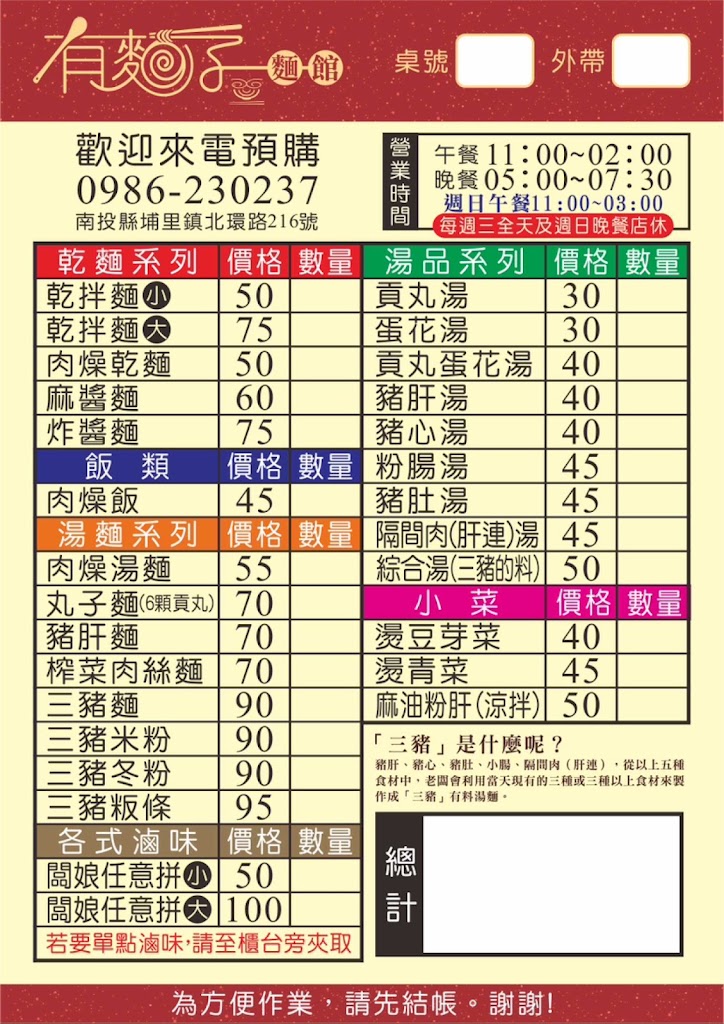 有麵子麵館
桌號 外帶
歡迎來電預購
0986-230237
南投縣埔里鎮北環路216號
營業時間
午餐 11:00~02:00
晚餐 05:00~07:30
週日午餐11:00~03:00
每週三全天及週日晚餐店休
乾麵系列 價格 數量
乾拌麵小 50
乾拌麵大 75
肉燥乾麵 50
麻醬麵 60
炸醬麵 75
飯類 價格 數量
肉燥飯 45
湯麵系列 價格 數量
肉燥湯麵 55
丸子麵(6顆貢丸) 70
豬肝麵 70
榨菜肉絲麵 70
三豬麵 90
三豬米粉 90
三豬冬粉 90
三豬粄條 95
各式滷味 價格 數量
闆娘任意拼小 50
闆娘任意拼大 100
若要單點滷味,請至櫃台旁夾取
湯品系列 價格 數量
貢丸湯 30
蛋花湯 30
貢丸蛋花湯 40
豬肝湯 40
豬心湯 40
粉腸湯 45
豬肚湯 45
隔間肉(肝連)湯 45
綜合湯(三豬的料) 50
小菜 價格 數量
燙豆芽菜 40
燙青菜 45
麻油粉肝(涼拌) 50
「三豬」是什麼呢?
豬肝、豬心、豬肚、小腸、隔間肉(肝連),從以上五種
食材中,老闆會利用當天現有的三種或三種以上食材來製
作成「三豬」有料湯麵。
總計
為方便作業,請先結帳。謝謝!